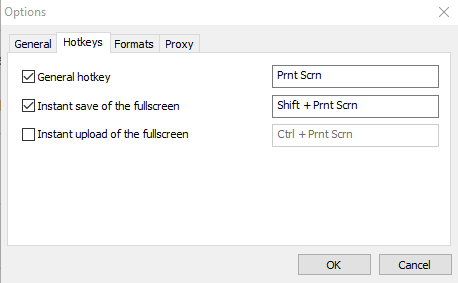 Options
General Hotkeys Formats Proxy
General hotkey Prnt Scrn
Instant save of the fullscreen Shift + Prnt Scrn
Instant upload of the fullscreen Ctrl + Prnt Scrn
OK Cancel